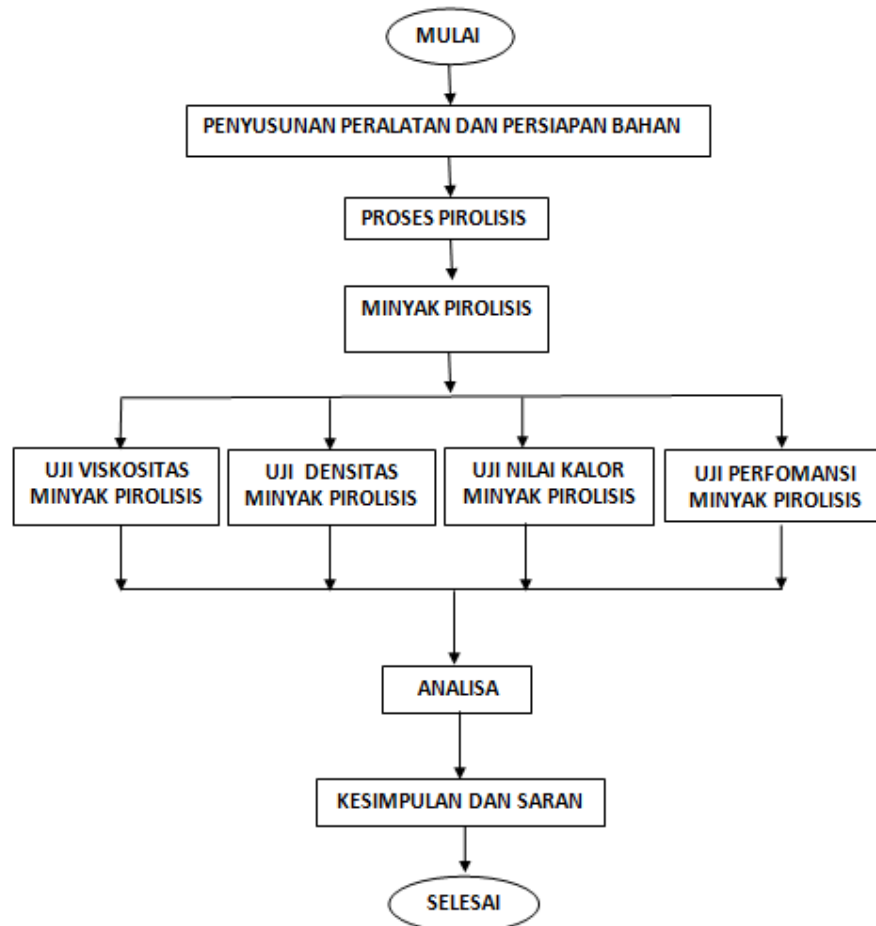 MULAI
PENYUSUNAN PERALATAN DAN PERSIAPAN BAHAN
PROSES PIROLISIS
MINYAK PIROLISIS
UJI VISKOSITAS
MINYAK PIROLISIS
UJI DENSITAS
MINYAK PIROLISIS
UJI NILAI KALOR
MINYAK PIROLISIS
UJI PERFOMANSI
MINYAK PIROLISIS
ANALISA
KESIMPULAN DAN SARAN
SELESAI